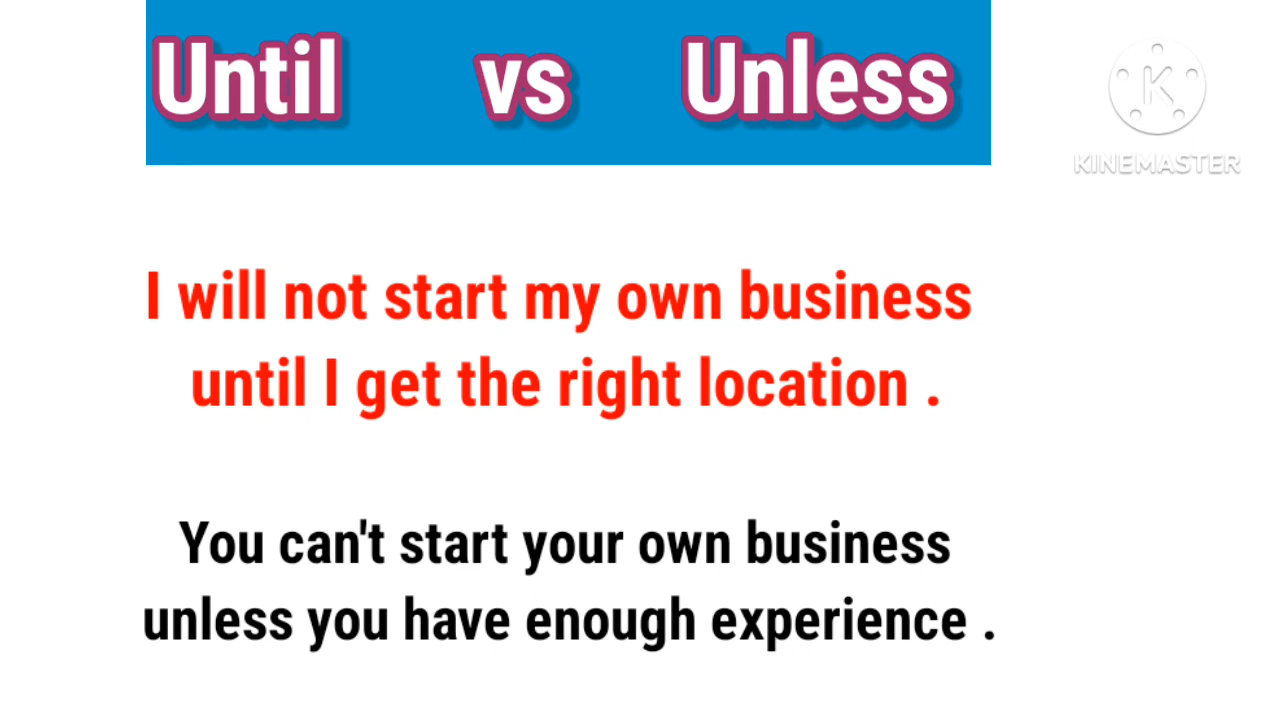 Until vs Unless
K
KINEMASTER
I will not start my own business
until I get the right location .
You can't start your own business
unless you have enough experience .